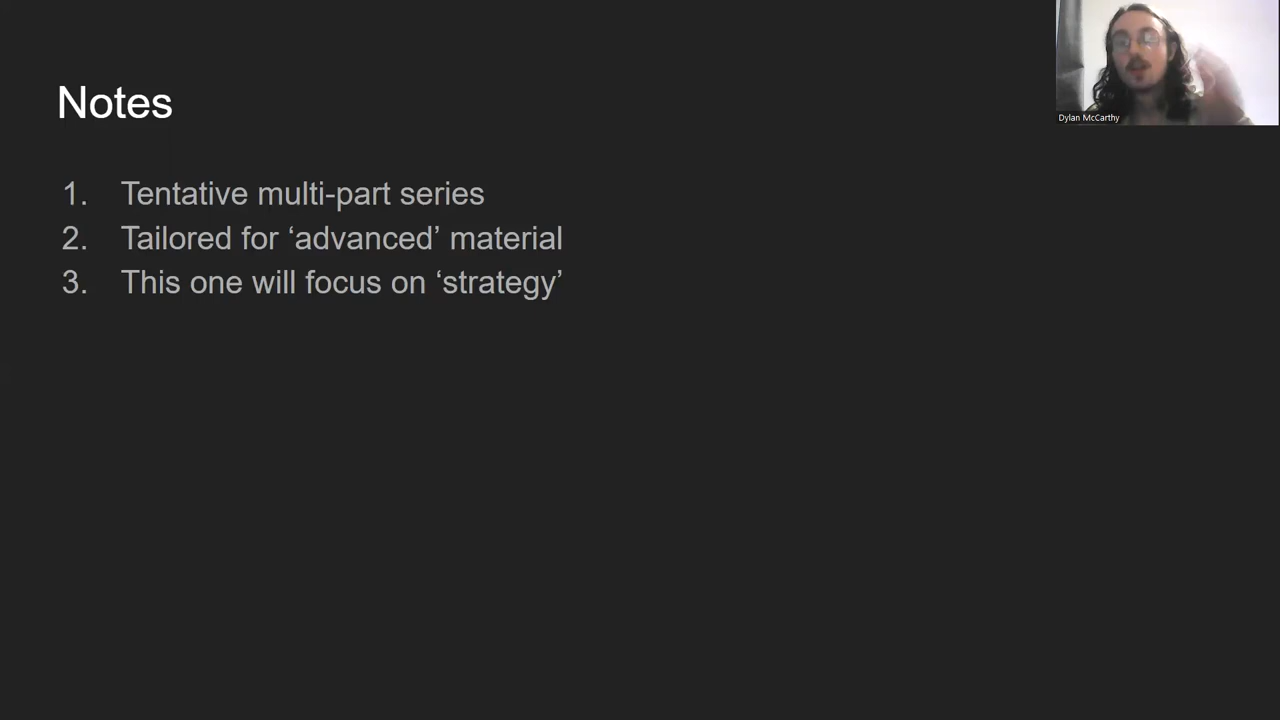 Notes
1. Tentative multi-part series
2. Tailored for ‘advanced’ material
3. This one will focus on ‘strategy’
Dylan McCarthy